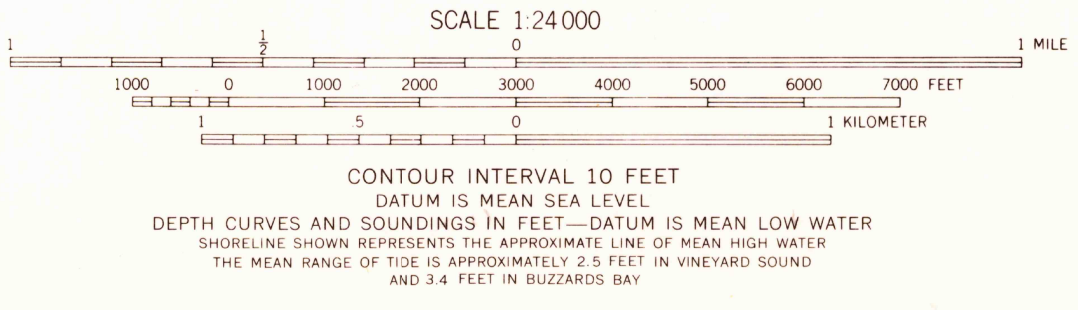 SCALE 1:24 000
1 ½ 0 1 MILE
1000 0 1000 2000 3000 4000 5000 6000 7000 FEET
1 .5 0 1 KILOMETER
CONTOUR INTERVAL 10 FEET
DATUM IS MEAN SEA LEVEL
DEPTH CURVES AND SOUNDINGS IN FEET—DATUM IS MEAN LOW WATER
SHORELINE SHOWN REPRESENTS THE APPROXIMATE LINE OF MEAN HIGH WATER
THE MEAN RANGE OF TIDE IS APPROXIMATELY 2.5 FEET IN VINEYARD SOUND
AND 3.4 FEET IN BUZZARDS BAY